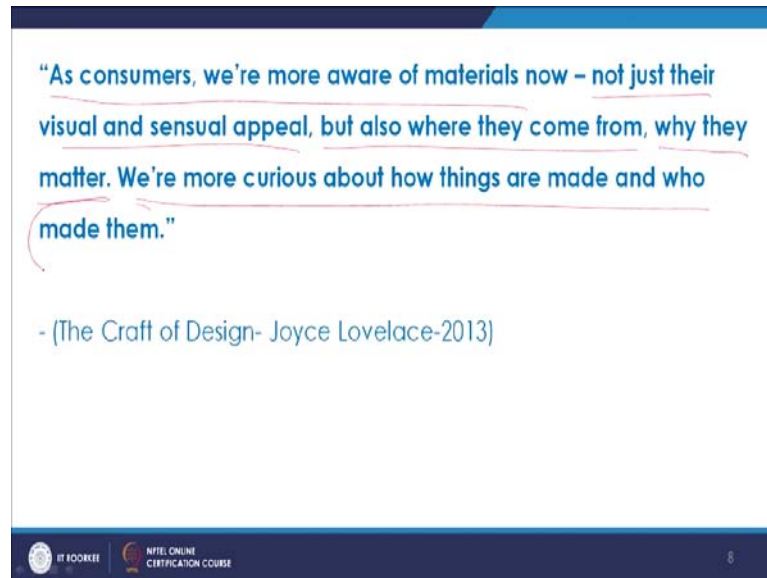 “As consumers, we’re more aware of materials now – not just their
visual and sensual appeal, but also where they come from, why they
matter. We’re more curious about how things are made and who
made them.”
- (The Craft of Design- Joyce Lovelace-2013)
IIT ROORKEE
NPTEL ONLINE
CERTIFICATION COURSE
8